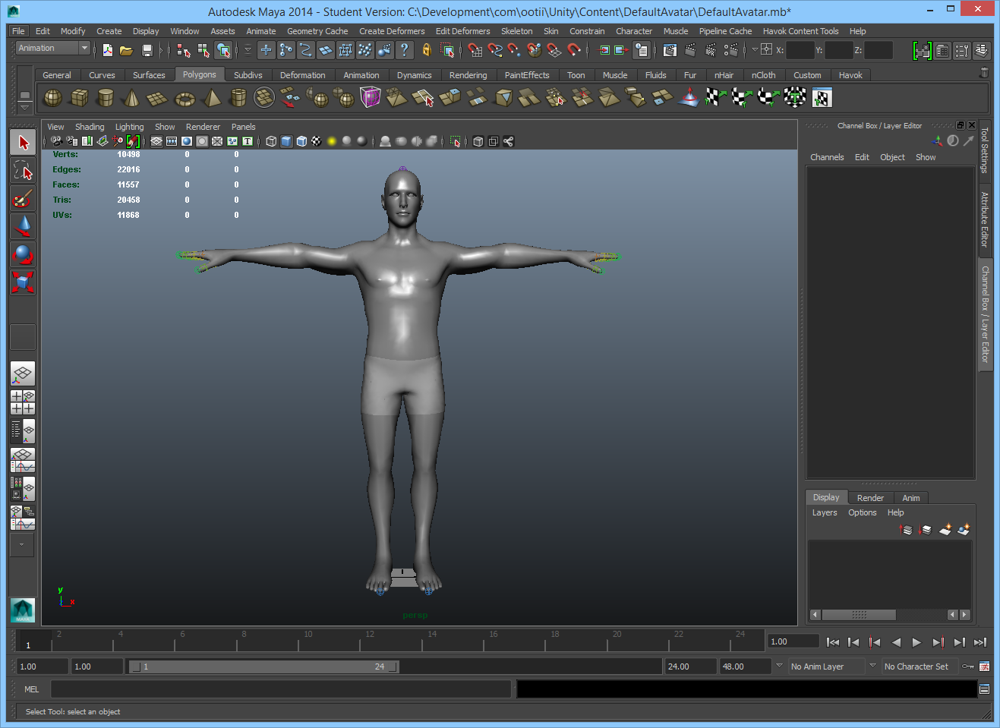 Autodesk Maya 2014 - Student Version: C:\Development\com\ootii\Unity\Content\DefaultAvatar\DefaultAvatar.mb*
File Edit Modify Create Display Window Assets Animate Geometry Cache Create Deformers Edit Deformers Skeleton Skin Constrain Character Muscle Pipeline Cache Havok Content Tools Help
Animation X: Y: Z:
General Curves Surfaces Polygons Subdivs Deformation Animation Dynamics Rendering PaintEffects Toon Muscle Fluids Fur nHair nCloth Custom Havok
View Shading Lighting Show Renderer Panels
Channel Box / Layer Editor
Channels Edit Object Show
Verts: 10498 0 0
Edges: 22016 0 0
Faces: 11557 0 0
Tris: 20458 0 0
UVs: 11868 0 0
Tool Settings
Attribute Editor
Channel Box / Layer Editor
Display Render Anim
Layers Options Help
y
x
persp
MAYA
2 4 6 8 10 12 14 16 18 20 22 24
1 1.00
1.00 1.00 1 24 24.00 48.00 No Anim Layer No Character Set
MEL
Select Tool: select an object